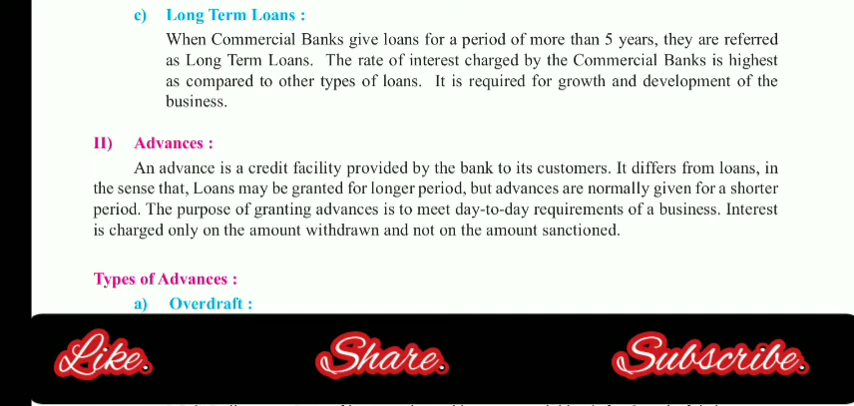 c) Long Term Loans :
When Commercial Banks give loans for a period of more than 5 years, they are referred
as Long Term Loans. The rate of interest charged by the Commercial Banks is highest
as compared to other types of loans. It is required for growth and development of the
business.
II) Advances :
An advance is a credit facility provided by the bank to its customers. It differs from loans, in
the sense that, Loans may be granted for longer period, but advances are normally given for a shorter
period. The purpose of granting advances is to meet day-to-day requirements of a business. Interest
is charged only on the amount withdrawn and not on the amount sanctioned.
Types of Advances :
a) Overdraft :
Like. Share. Subscribe.